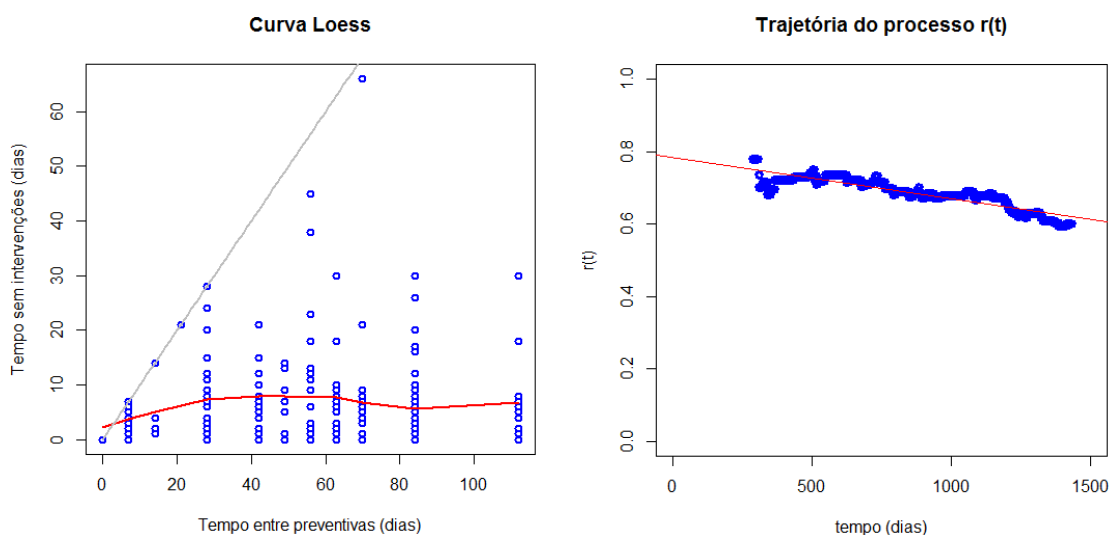 Curva Loess
Tempo sem intervenções (dias)
60
50
40
30
20
10
0
0 20 40 60 80 100
Tempo entre preventivas (dias)
Trajetória do processo r(t)
r(t)
1.0
0.8
0.6
0.4
0.2
0.0
0 500 1000 1500
tempo (dias)